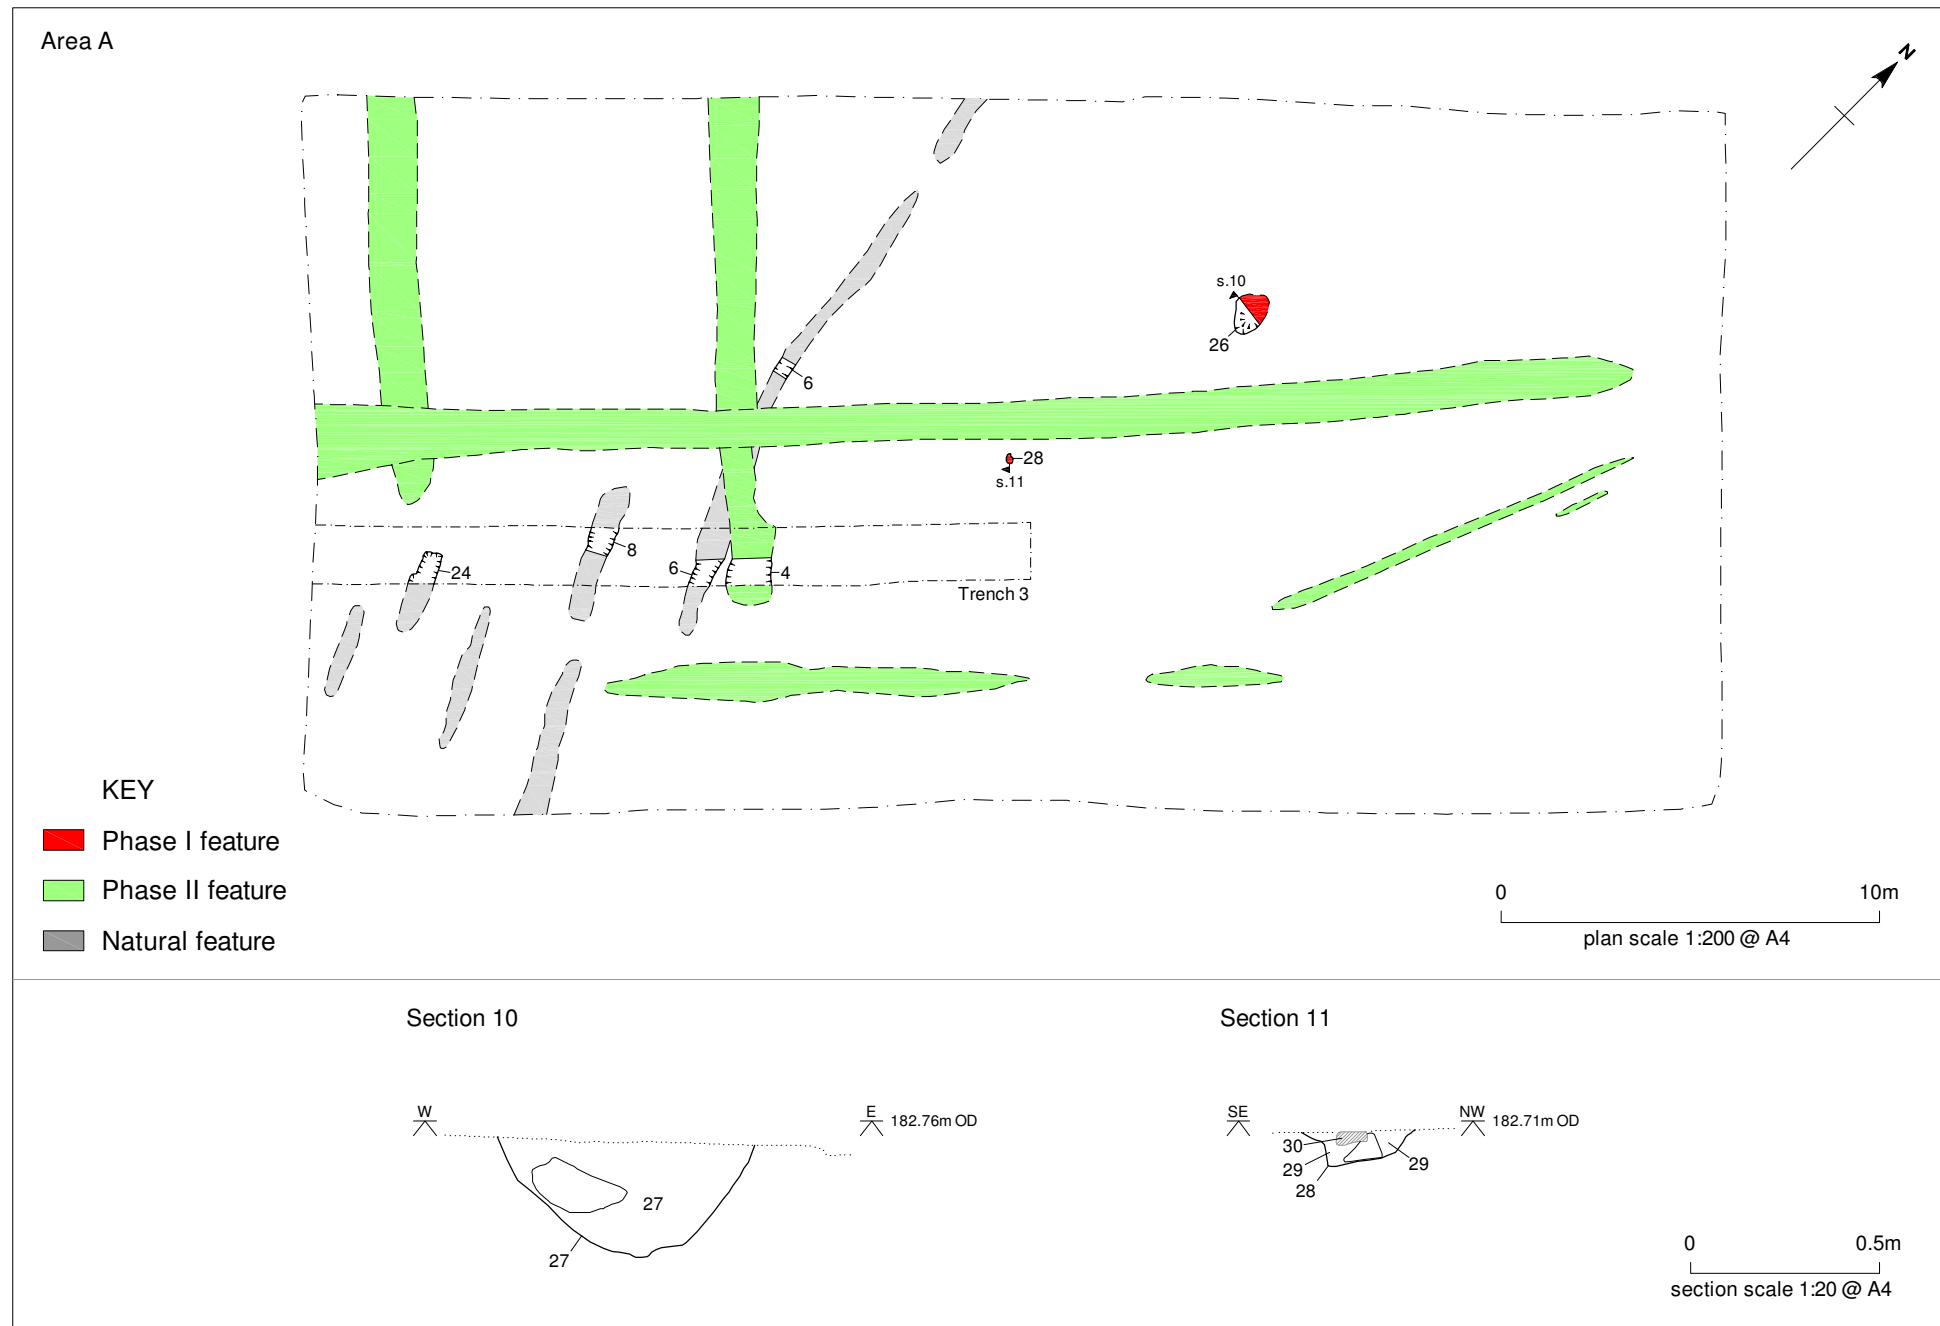 Area A
N
s.10
26
6
28
s.11
8
24
6
4
Trench 3
KEY
Phase I feature
Phase II feature
Natural feature
0 10m
plan scale 1:200 @ A4
Section 10
Section 11
W E 182.76m OD
SE NW 182.71m OD
30
29 29
28
27
27
0 0.5m
section scale 1:20 @ A4